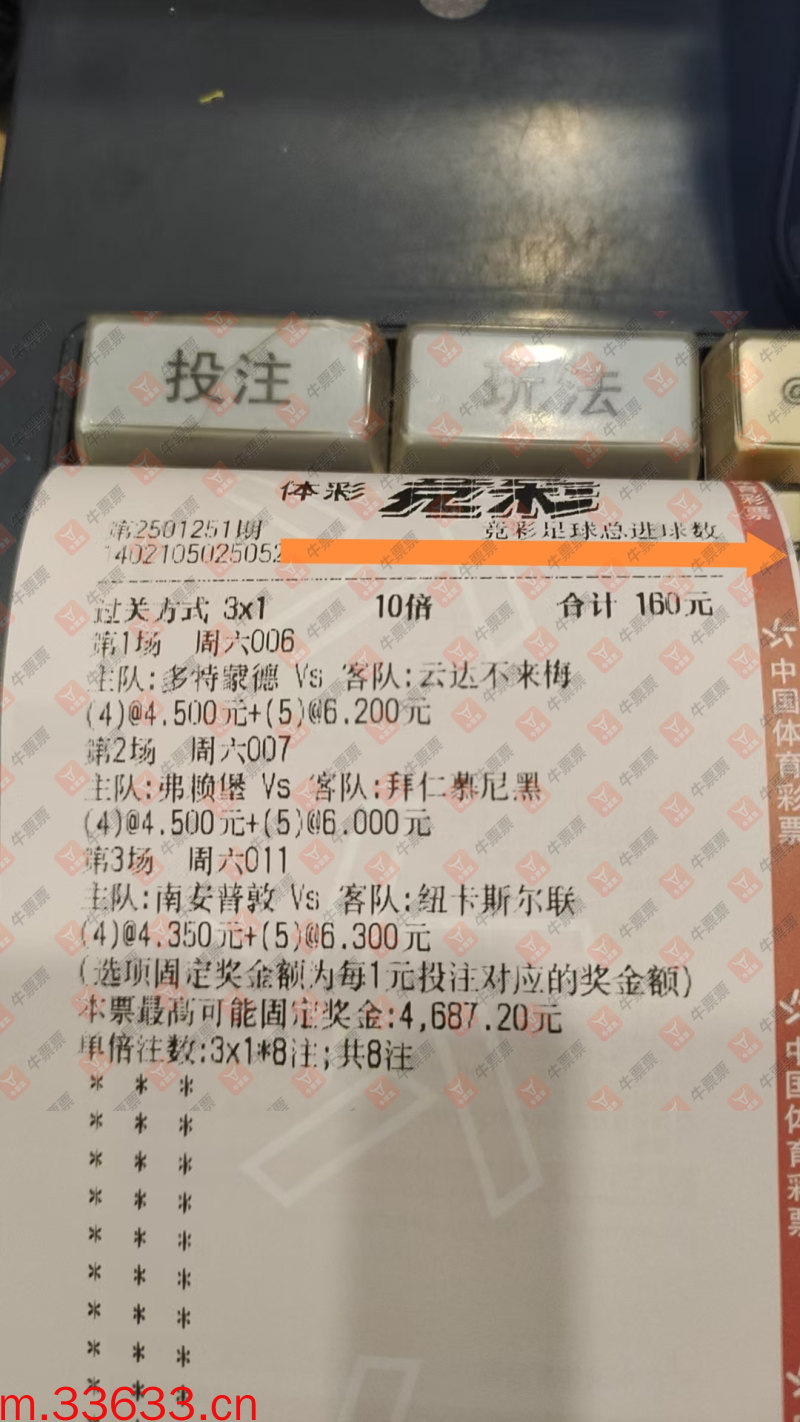 投注
玩法
@
体彩 竞彩
第2501251期 竞彩足球总进球数
1402105025052
过关方式 3x1 10倍 合计 160元
第1场 周六006
主队:多特蒙德 Vs 客队:云达不来梅
(4)@4.500元+(5)@6.200元
第2场 周六007
主队:弗赖堡 Vs 客队:拜仁慕尼黑
(4)@4.500元+(5)@6.000元
第3场 周六011
主队:南安普敦 Vs 客队:纽卡斯尔联
(4)@4.350元+(5)@6.300元
(选项固定奖金额为每1元投注对应的奖金额)
本票最高可能固定奖金:4,687.20元
单倍注数:3x1*8注;共8注
* * *
* * *
* * *
* * *
* * *
* * *
* * *
* * *
* * *
中国体育彩票
中国体育彩票
牛票票
m.33633.cn